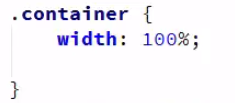 .container {
    width: 100%;
}